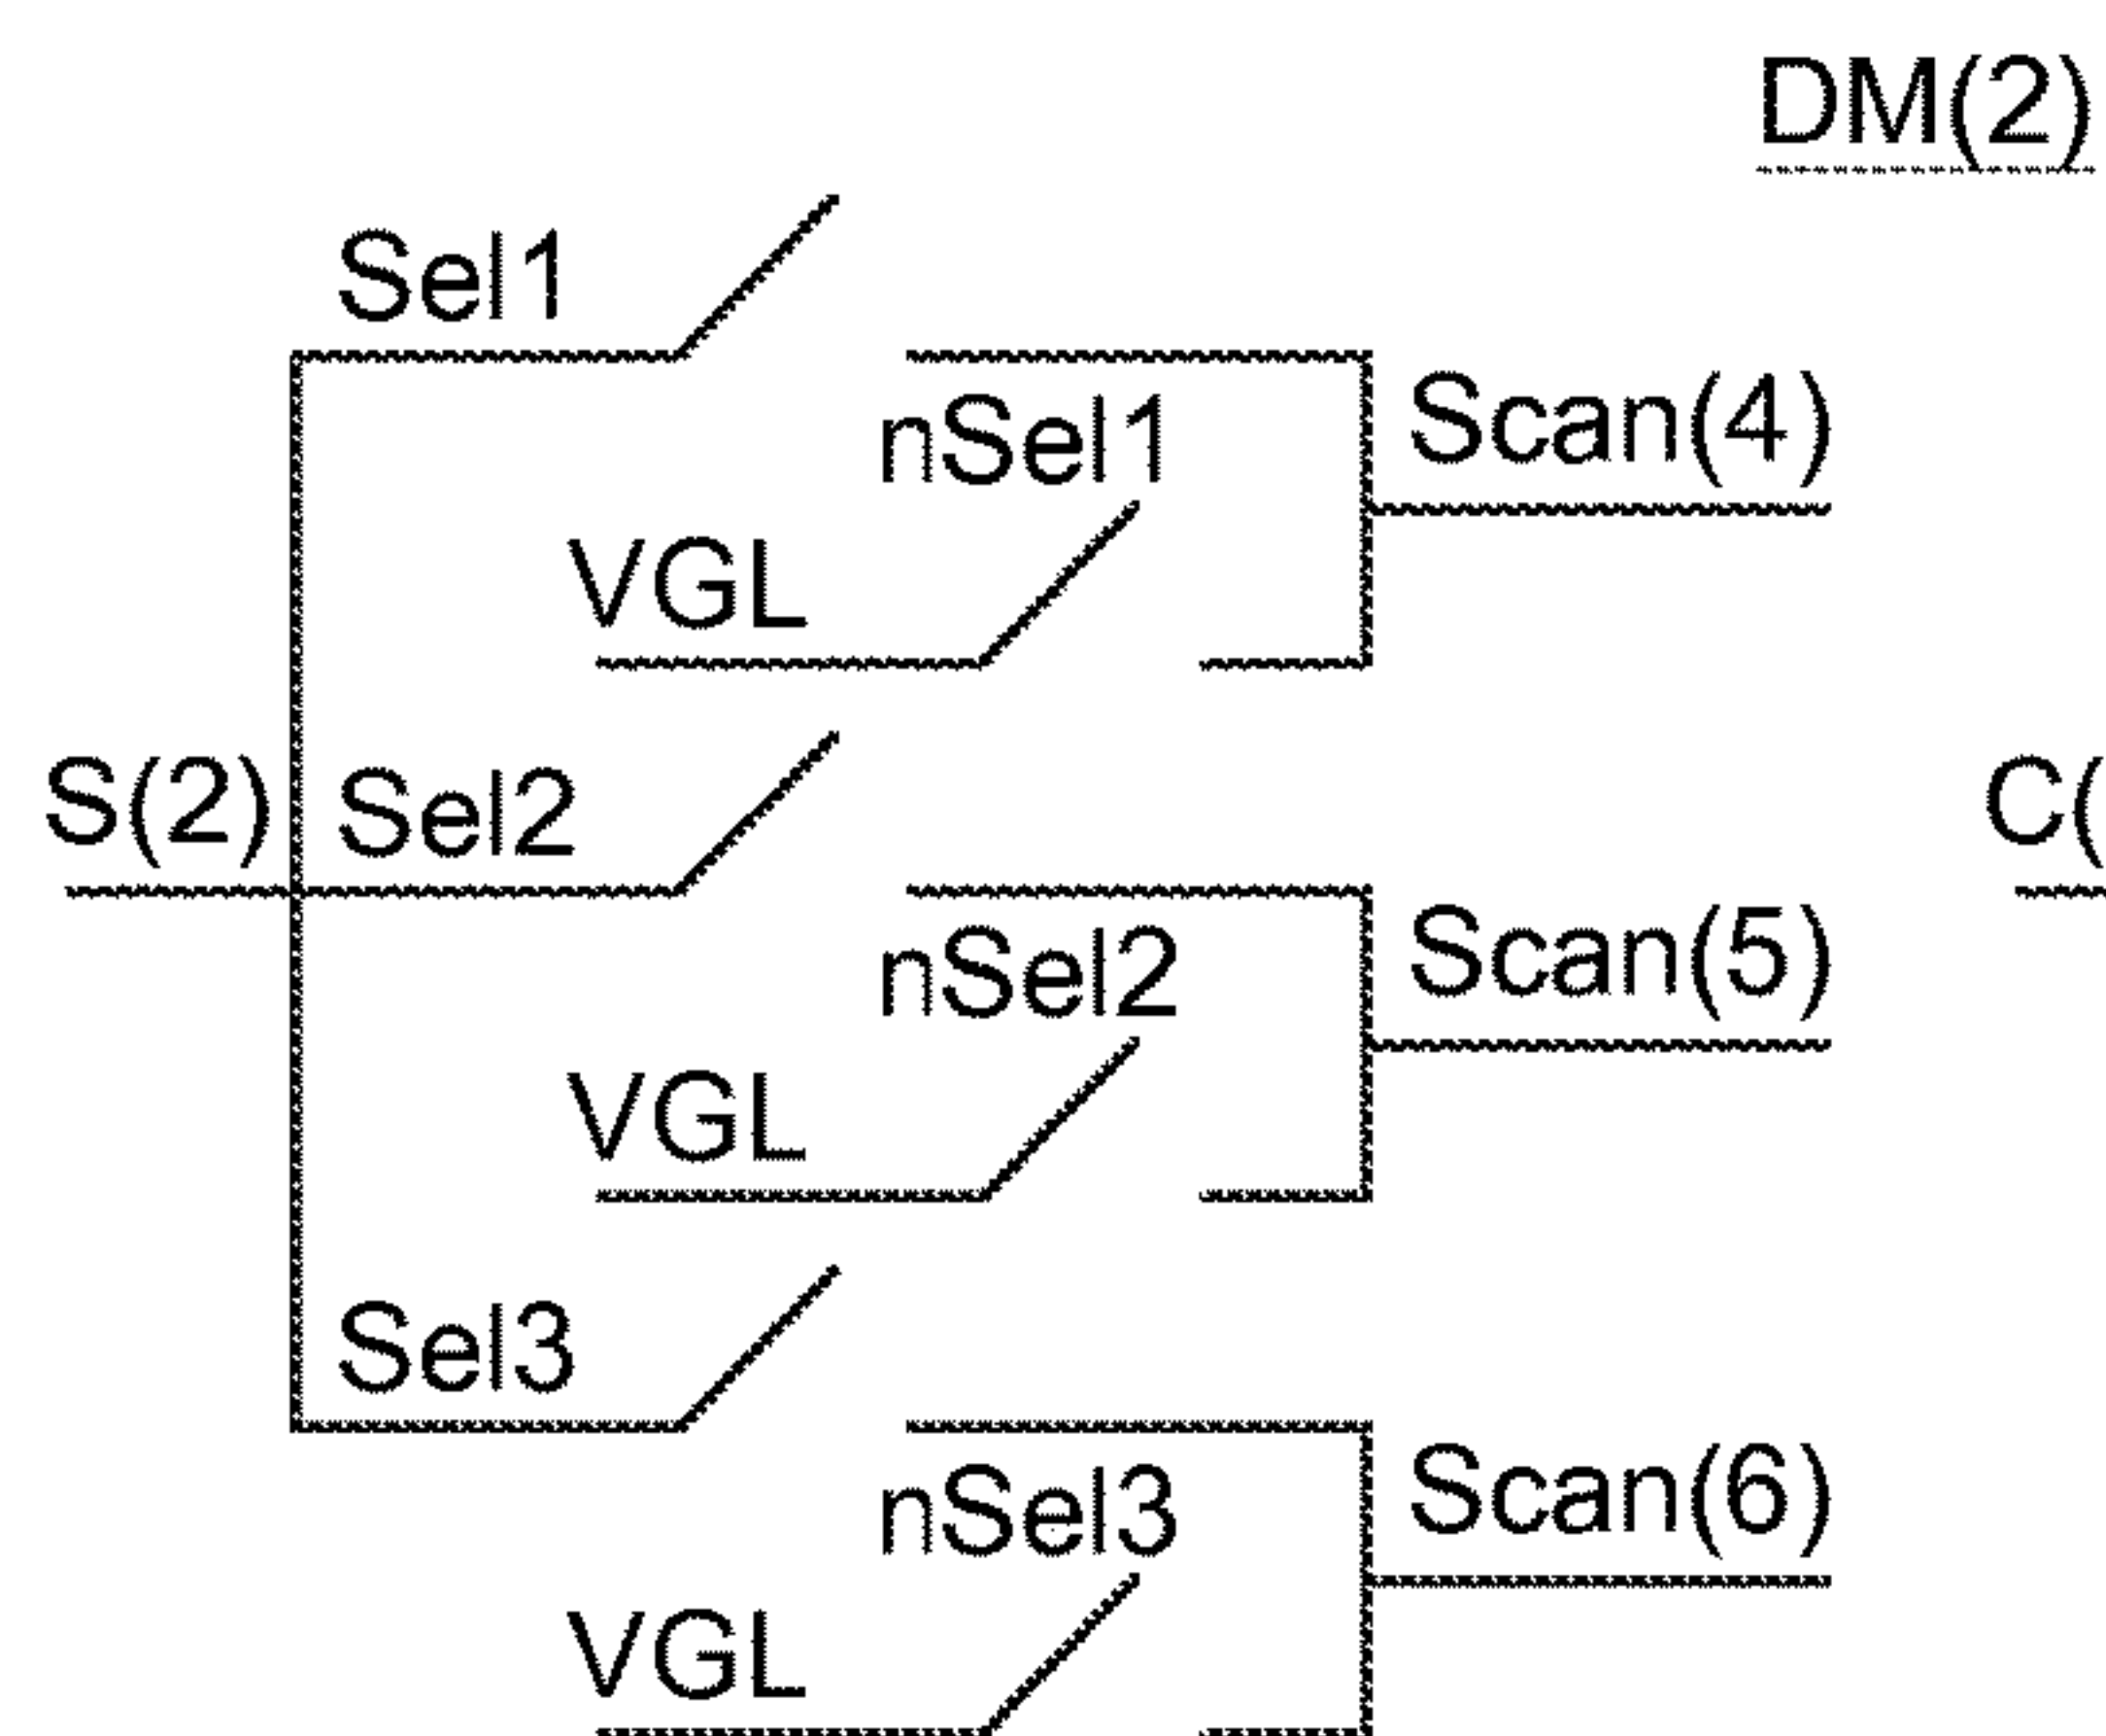 DM(2)
Sel1
nSel1
Scan(4)
VGL
S(2)
Sel2
C(
nSel2
Scan(5)
VGL
Sel3
nSel3
Scan(6)
VGL